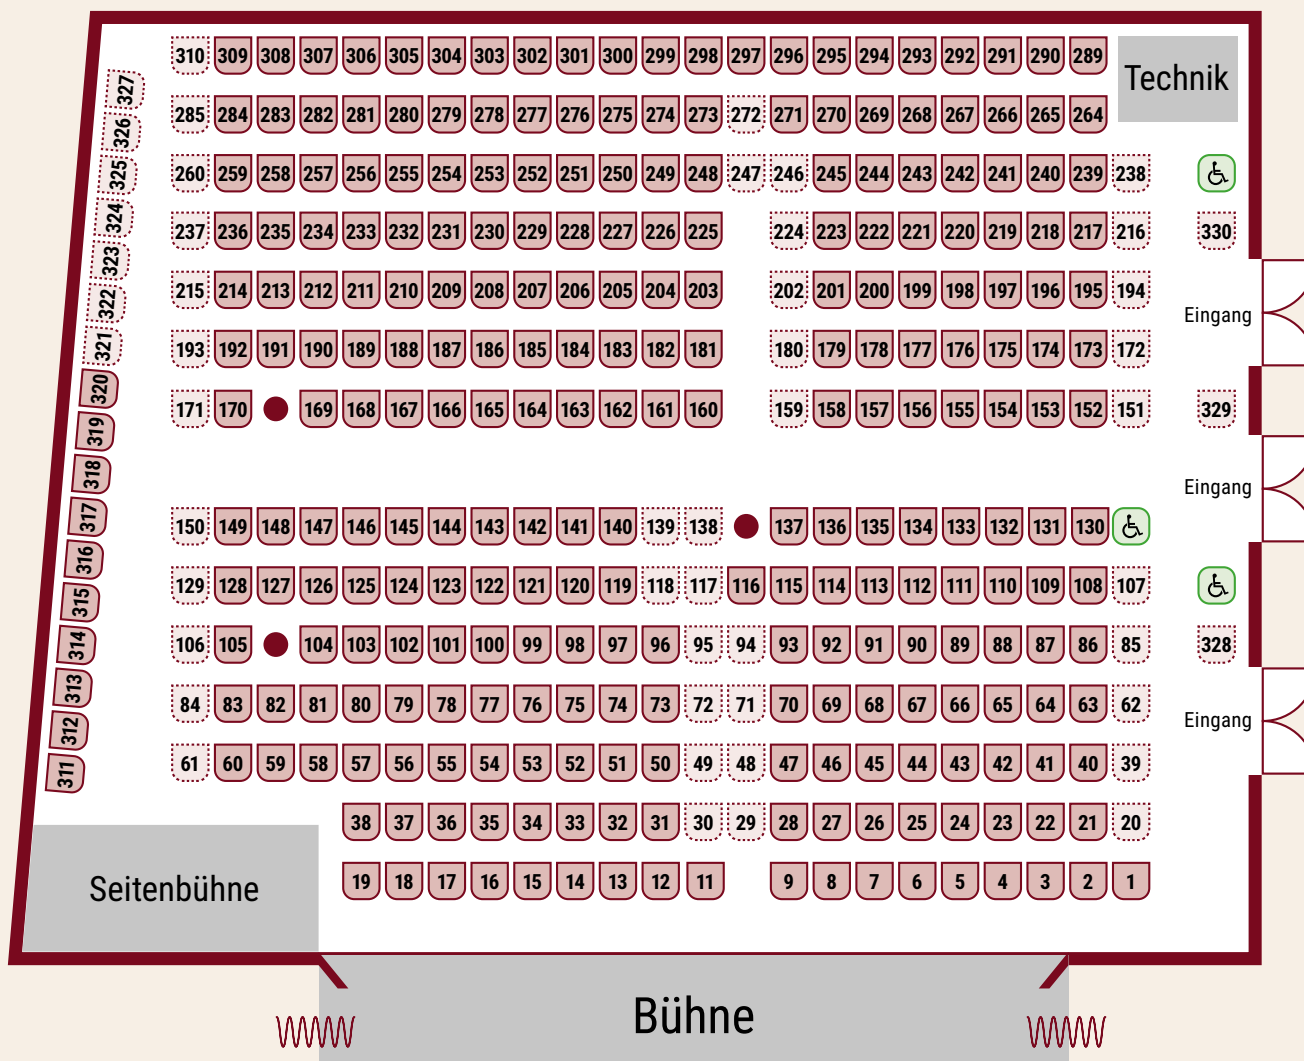 310 309 308 307 306 305 304 303 302 301 300 299 298 297 296 295 294 293 292 291 290 289
Technik
327
285 284 283 282 281 280 279 278 277 276 275 274 273 272 271 270 269 268 267 266 265 264
326
260 259 258 257 256 255 254 253 252 251 250 249 248 247 246 245 244 243 242 241 240 239 238
325
324
237 236 235 234 233 232 231 230 229 228 227 226 225 224 223 222 221 220 219 218 217 216 330
323
215 214 213 212 211 210 209 208 207 206 205 204 203 202 201 200 199 198 197 196 195 194
322
Eingang
321
193 192 191 190 189 188 187 186 185 184 183 182 181 180 179 178 177 176 175 174 173 172
320
171 170 169 168 167 166 165 164 163 162 161 160 159 158 157 156 155 154 153 152 151 329
319
318
Eingang
317
150 149 148 147 146 145 144 143 142 141 140 139 138 137 136 135 134 133 132 131 130
316
129 128 127 126 125 124 123 122 121 120 119 118 117 116 115 114 113 112 111 110 109 108 107
315
314
106 105 104 103 102 101 100 99 98 97 96 95 94 93 92 91 90 89 88 87 86 85 328
313
84 83 82 81 80 79 78 77 76 75 74 73 72 71 70 69 68 67 66 65 64 63 62
312
Eingang
311
61 60 59 58 57 56 55 54 53 52 51 50 49 48 47 46 45 44 43 42 41 40 39
38 37 36 35 34 33 32 31 30 29 28 27 26 25 24 23 22 21 20
19 18 17 16 15 14 13 12 11 9 8 7 6 5 4 3 2 1
Seitenbühne
Bühne